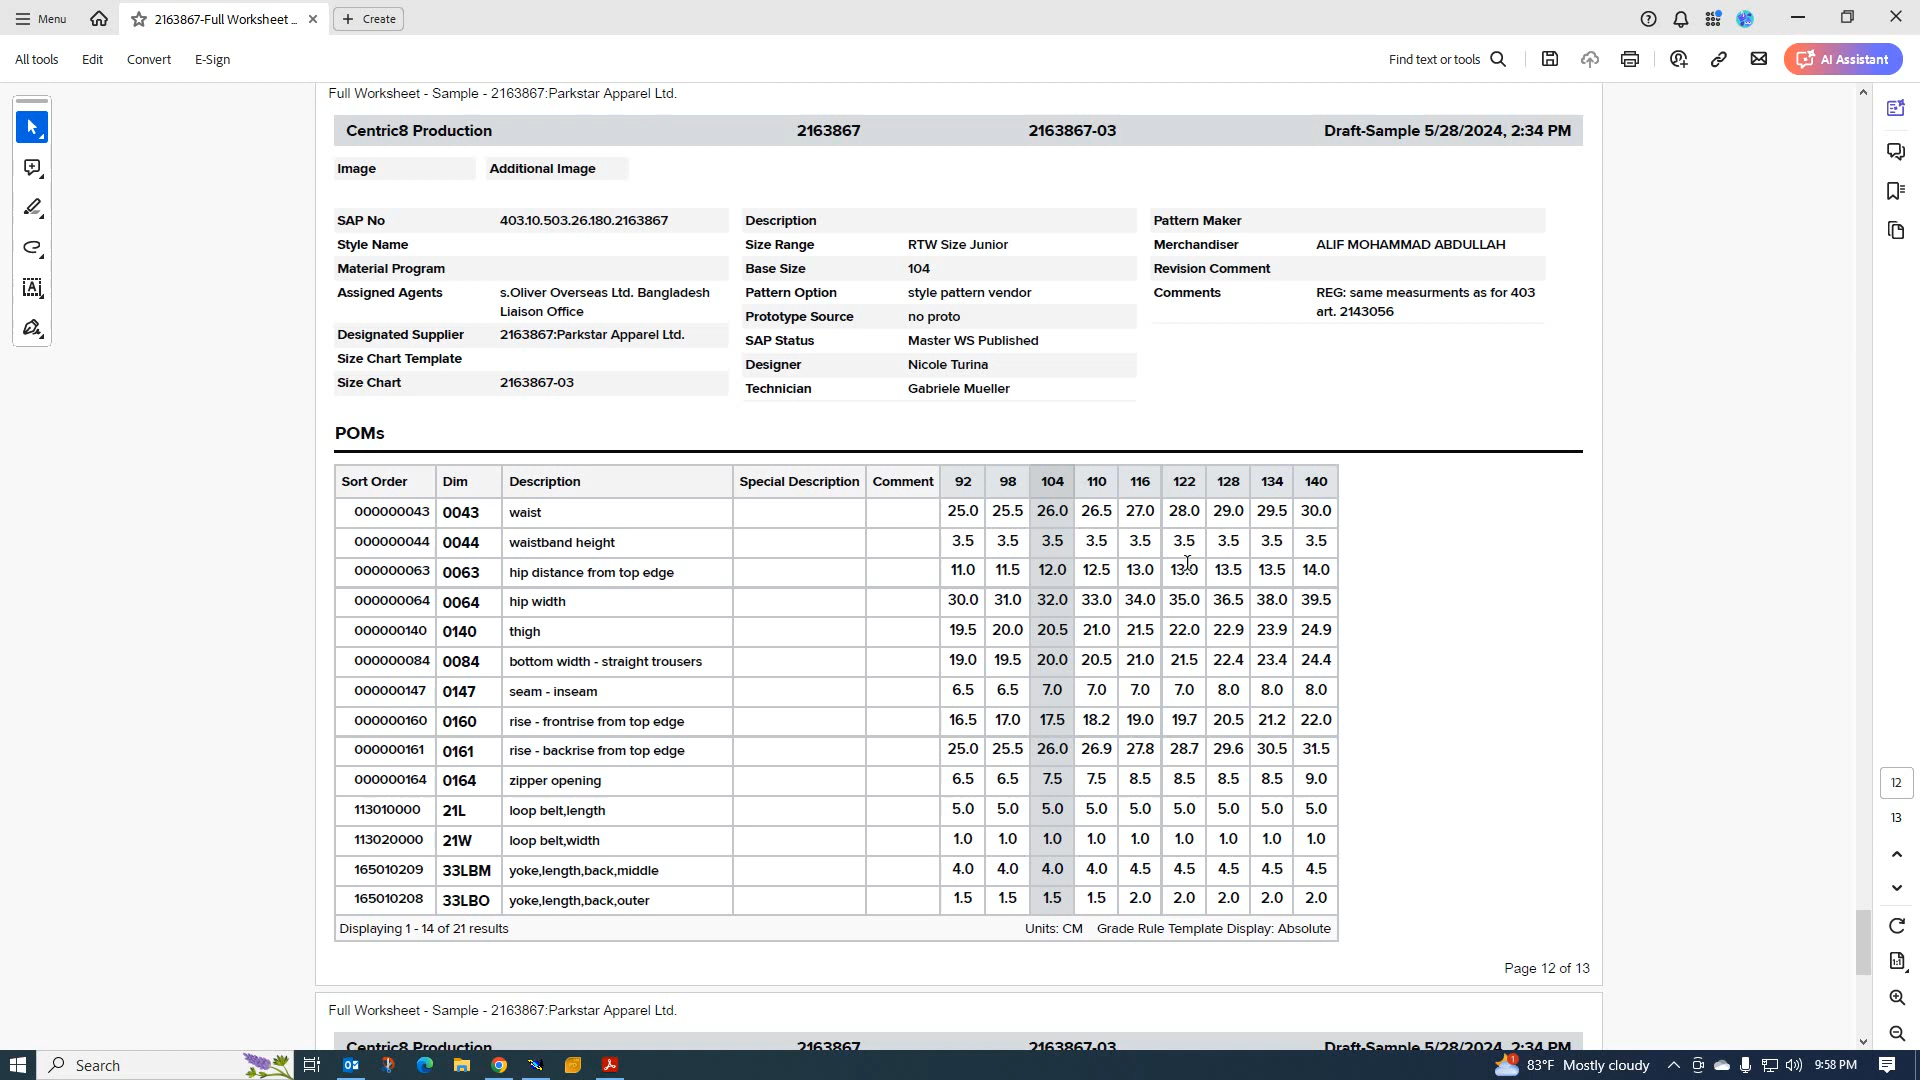 Menu
2163867-Full Worksheet ...
Create
All tools Edit Convert E-Sign
Find text or tools
AI Assistant
Full Worksheet - Sample - 2163867:Parkstar Apparel Ltd.
Centric8 Production 2163867 2163867-03 Draft-Sample 5/28/2024, 2:34 PM
Image Additional Image
SAP No 403.10.503.26.180.2163867
Style Name
Material Program
Assigned Agents s.Oliver Overseas Ltd. Bangladesh
Liaison Office
Designated Supplier 2163867:Parkstar Apparel Ltd.
Size Chart Template
Size Chart 2163867-03
Description
Size Range RTW Size Junior
Base Size 104
Pattern Option style pattern vendor
Prototype Source no proto
SAP Status Master WS Published
Designer Nicole Turina
Technician Gabriele Mueller
Pattern Maker
Merchandiser ALIF MOHAMMAD ABDULLAH
Revision Comment
Comments REG: same measurments as for 403
art. 2143056
POMs
Sort Order Dim Description Special Description Comment 92 98 104 110 116 122 128 134 140
000000043 0043 waist 25.0 25.5 26.0 26.5 27.0 28.0 29.0 29.5 30.0
000000044 0044 waistband height 3.5 3.5 3.5 3.5 3.5 3.5 3.5 3.5 3.5
000000063 0063 hip distance from top edge 11.0 11.5 12.0 12.5 13.0 13.0 13.5 13.5 14.0
000000064 0064 hip width 30.0 31.0 32.0 33.0 34.0 35.0 36.5 38.0 39.5
000000140 0140 thigh 19.5 20.0 20.5 21.0 21.5 22.0 22.9 23.9 24.9
000000084 0084 bottom width - straight trousers 19.0 19.5 20.0 20.5 21.0 21.5 22.4 23.4 24.4
000000147 0147 seam - inseam 6.5 6.5 7.0 7.0 7.0 7.0 8.0 8.0 8.0
000000160 0160 rise - frontrise from top edge 16.5 17.0 17.5 18.2 19.0 19.7 20.5 21.2 22.0
000000161 0161 rise - backrise from top edge 25.0 25.5 26.0 26.9 27.8 28.7 29.6 30.5 31.5
000000164 0164 zipper opening 6.5 6.5 7.5 7.5 8.5 8.5 8.5 8.5 9.0
113010000 21L loop belt,length 5.0 5.0 5.0 5.0 5.0 5.0 5.0 5.0 5.0
113020000 21W loop belt,width 1.0 1.0 1.0 1.0 1.0 1.0 1.0 1.0 1.0
165010209 33LBM yoke,length,back,middle 4.0 4.0 4.0 4.0 4.5 4.5 4.5 4.5 4.5
165010208 33LBO yoke,length,back,outer 1.5 1.5 1.5 1.5 2.0 2.0 2.0 2.0 2.0
Displaying 1 - 14 of 21 results Units: CM Grade Rule Template Display: Absolute
Page 12 of 13
12
13
Full Worksheet - Sample - 2163867:Parkstar Apparel Ltd.
Centric8 Production 2163867 2163867-03 Draft-Sample 5/28/2024, 2:34 PM
Search
83°F Mostly cloudy
9:58 PM